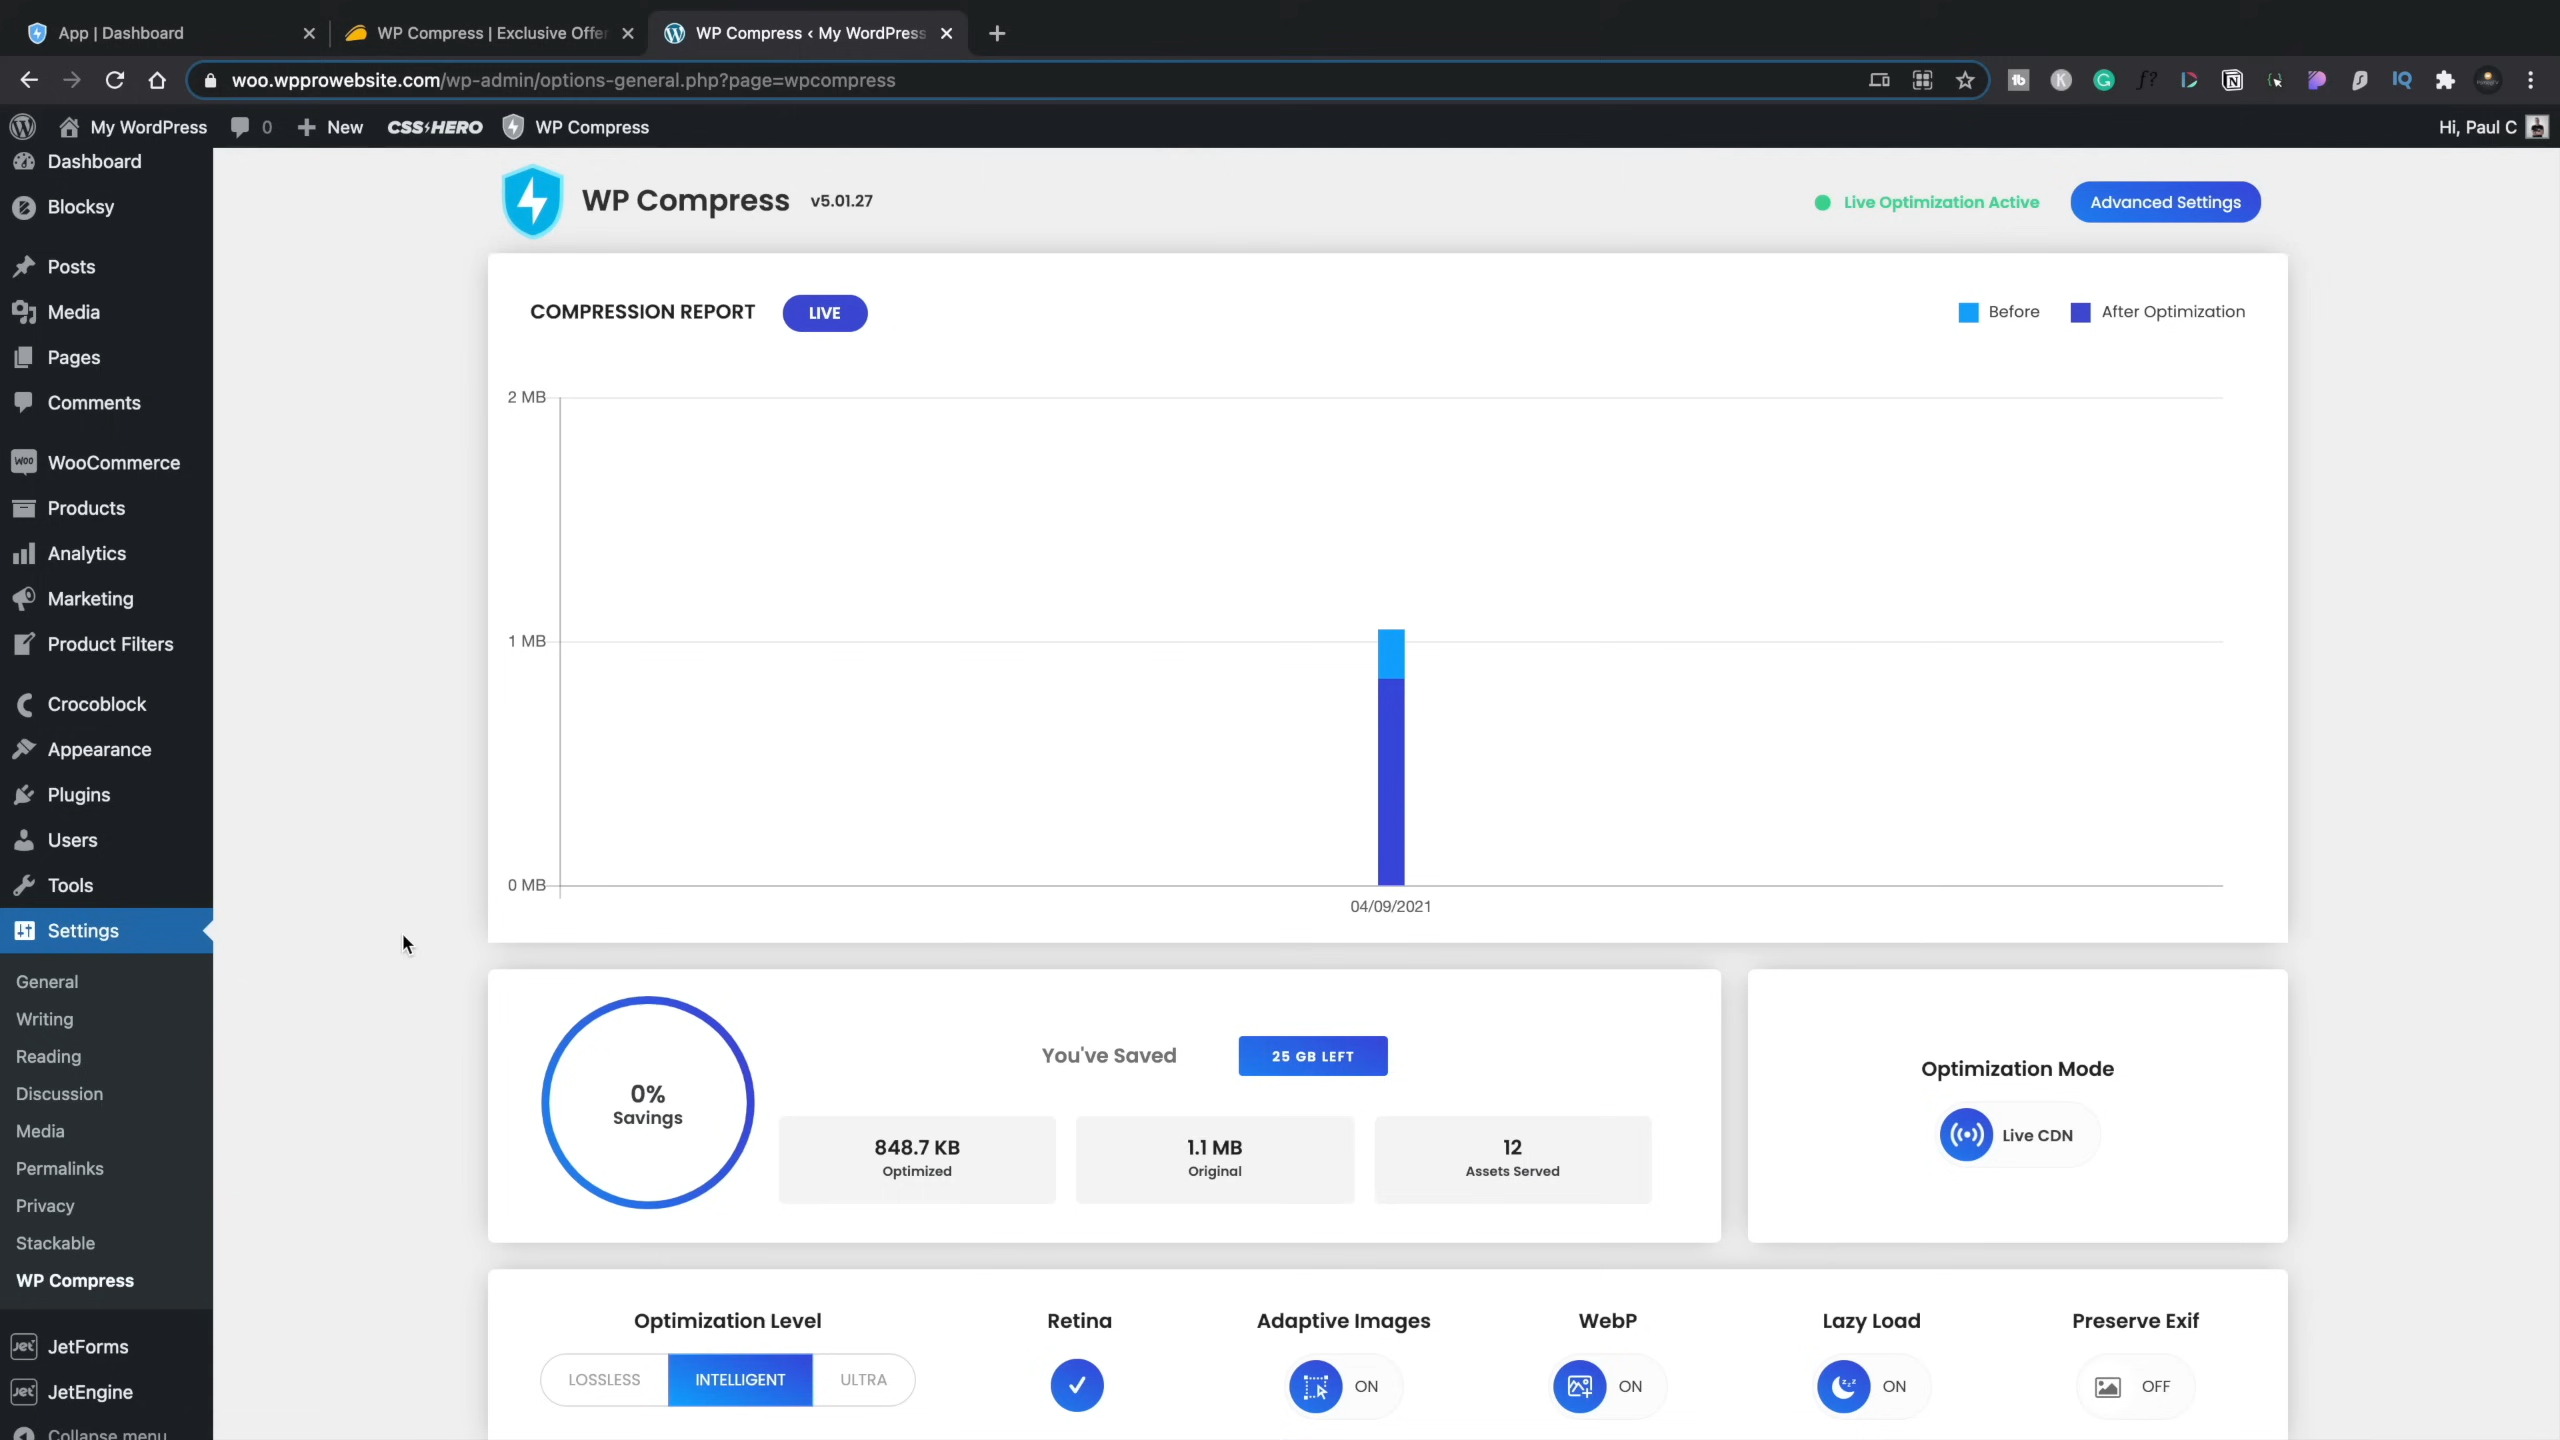 App | Dashboard
WP Compress | Exclusive Offer
WP Compress ‹ My WordPress
woo.wpprowebsite.com/wp-admin/options-general.php?page=wpcompress
My WordPress
0
New
CSS HERO
WP Compress
Hi, Paul C
Dashboard
Blocksy
Posts
Media
Pages
Comments
WooCommerce
Products
Analytics
Marketing
Product Filters
Crocoblock
Appearance
Plugins
Users
Tools
Settings
General
Writing
Reading
Discussion
Media
Permalinks
Privacy
Stackable
WP Compress
JetForms
JetEngine
Collapse menu
WP Compress v5.01.27
Live Optimization Active
Advanced Settings
COMPRESSION REPORT
LIVE
Before
After Optimization
2 MB
1 MB
0 MB
04/09/2021
0%
Savings
You've Saved
25 GB LEFT
848.7 KB
Optimized
1.1 MB
Original
12
Assets Served
Optimization Mode
Live CDN
Optimization Level
LOSSLESS
INTELLIGENT
ULTRA
Retina
Adaptive Images
ON
WebP
ON
Lazy Load
ON
Preserve Exif
OFF